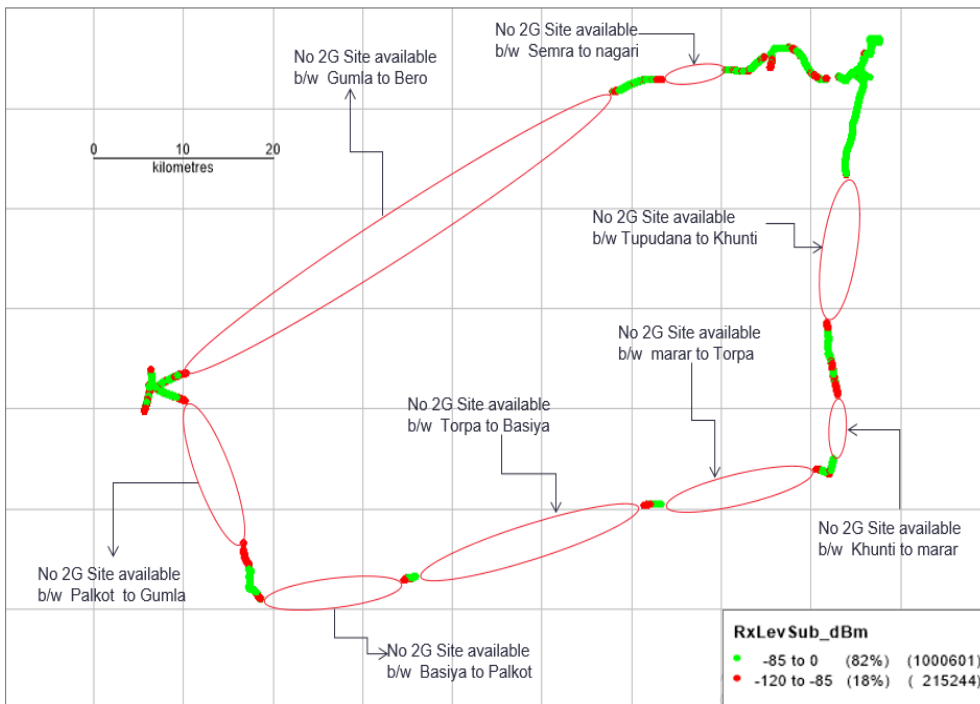 No 2G Site available
b/w  Semra to nagari
No 2G Site available
b/w  Gumla to Bero
0 10 20
kilometres
No 2G Site available
b/w Tupudana to Khunti
No 2G Site available
b/w  marar to Torpa
No 2G Site available
b/w  Torpa to Basiya
No 2G Site available
b/w  Khunti to marar
No 2G Site available
b/w  Palkot  to Gumla
No 2G Site available
b/w  Basiya to Palkot
RxLevSub_dBm
-85 to 0 (82%) (1000601)
-120 to -85 (18%) ( 215244)